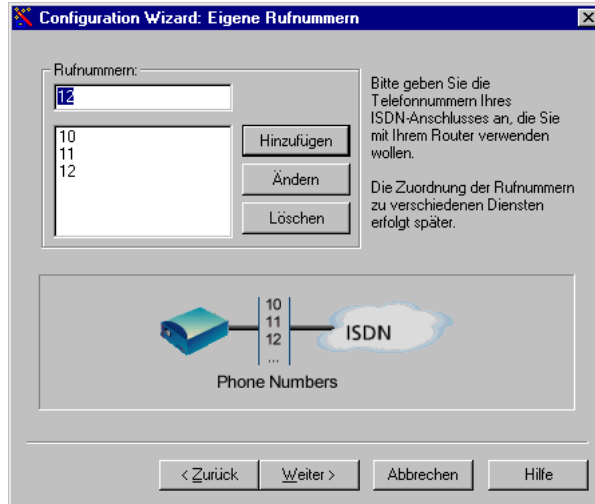 Configuration Wizard: Eigene Rufnummern
Rufnummern:
12
10
11
12
Hinzufügen
Ändern
Löschen
Bitte geben Sie die
Telefonnummern Ihres
ISDN-Anschlusses an, die Sie
mit Ihrem Router verwenden
wollen.
Die Zuordnung der Rufnummern
zu verschiedenen Diensten
erfolgt später.
10
11
12
...
ISDN
Phone Numbers
< Zurück
Weiter >
Abbrechen
Hilfe